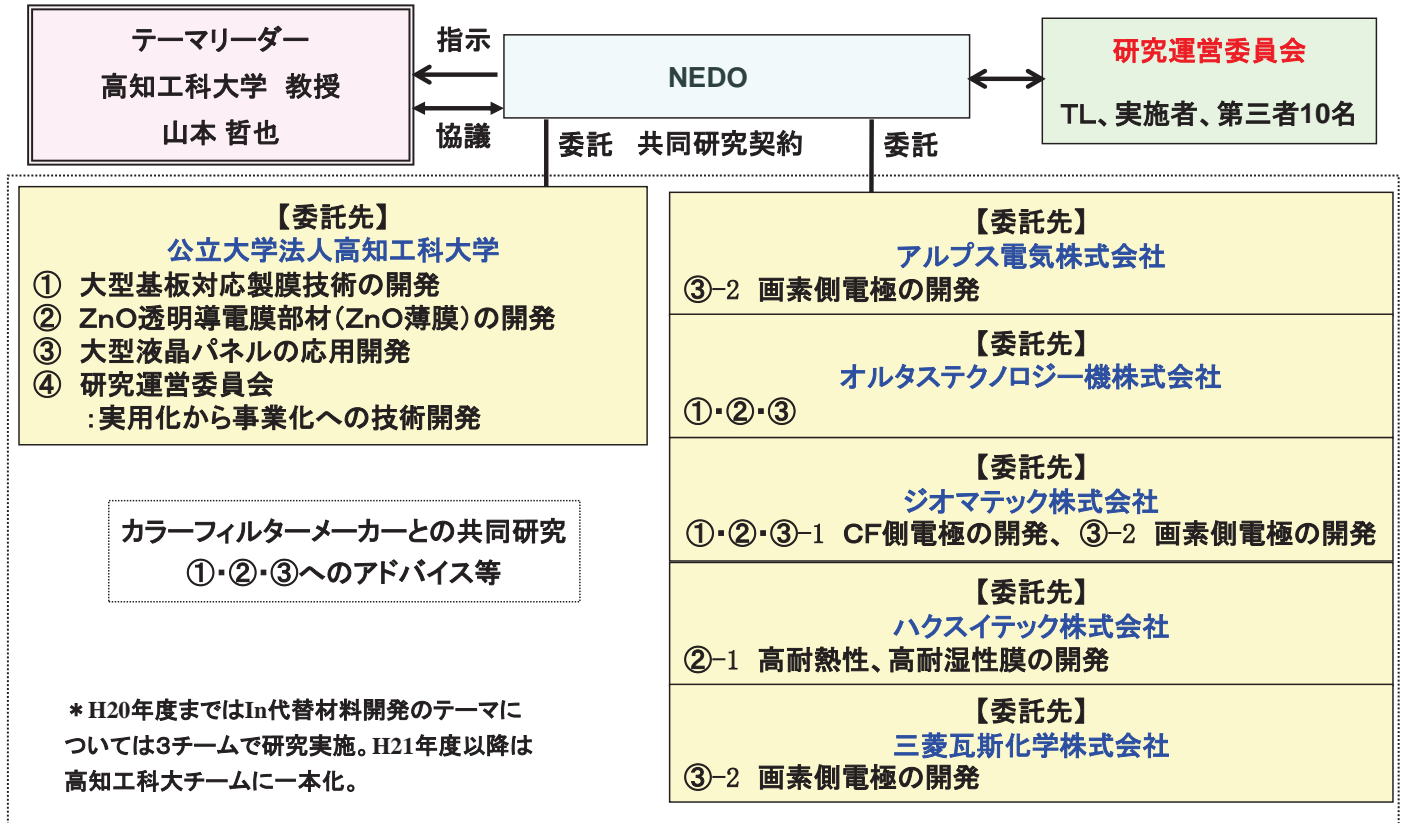 テーマリーダー
高知工科大学 教授
山本 哲也
指示
協議
NEDO
研究運営委員会
TL、実施者、第三者10名
委託 共同研究契約 委託
【委託先】
公立大学法人高知工科大学
① 大型基板対応製膜技術の開発
② ZnO透明導電膜部材(ZnO薄膜)の開発
③ 大型液晶パネルの応用開発
④ 研究運営委員会
:実用化から事業化への技術開発
カラーフィルターメーカーとの共同研究
①・②・③へのアドバイス等
*H20年度まではIn代替材料開発のテーマに
ついては3チームで研究実施。H21年度以降は
高知工科大チームに一本化。
【委託先】
アルプス電気株式会社
③-2 画素側電極の開発
【委託先】
オルタステクノロジー機株式会社
①・②・③
【委託先】
ジオマテック株式会社
①・②・③-1 CF側電極の開発、 ③-2 画素側電極の開発
【委託先】
ハクスイテック株式会社
②-1 高耐熱性、高耐湿性膜の開発
【委託先】
三菱瓦斯化学株式会社
③-2 画素側電極の開発